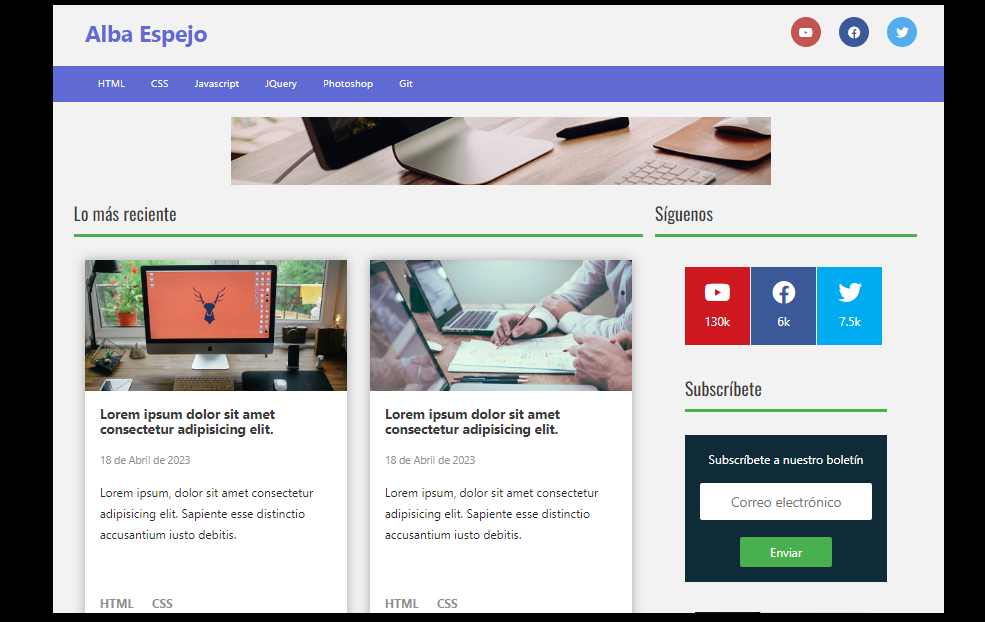 Alba Espejo
HTML CSS Javascript JQuery Photoshop Git
Lo más reciente
Lorem ipsum dolor sit amet
consectetur adipisicing elit.
18 de Abril de 2023
Lorem ipsum, dolor sit amet consectetur
adipisicing elit. Sapiente esse distinctio
accusantium iusto debitis.
HTML CSS
Lorem ipsum dolor sit amet
consectetur adipisicing elit.
18 de Abril de 2023
Lorem ipsum, dolor sit amet consectetur
adipisicing elit. Sapiente esse distinctio
accusantium iusto debitis.
HTML CSS
Síguenos
130k 6k 7.5k
Subscríbete
Subscríbete a nuestro boletín
Correo electrónico
Enviar